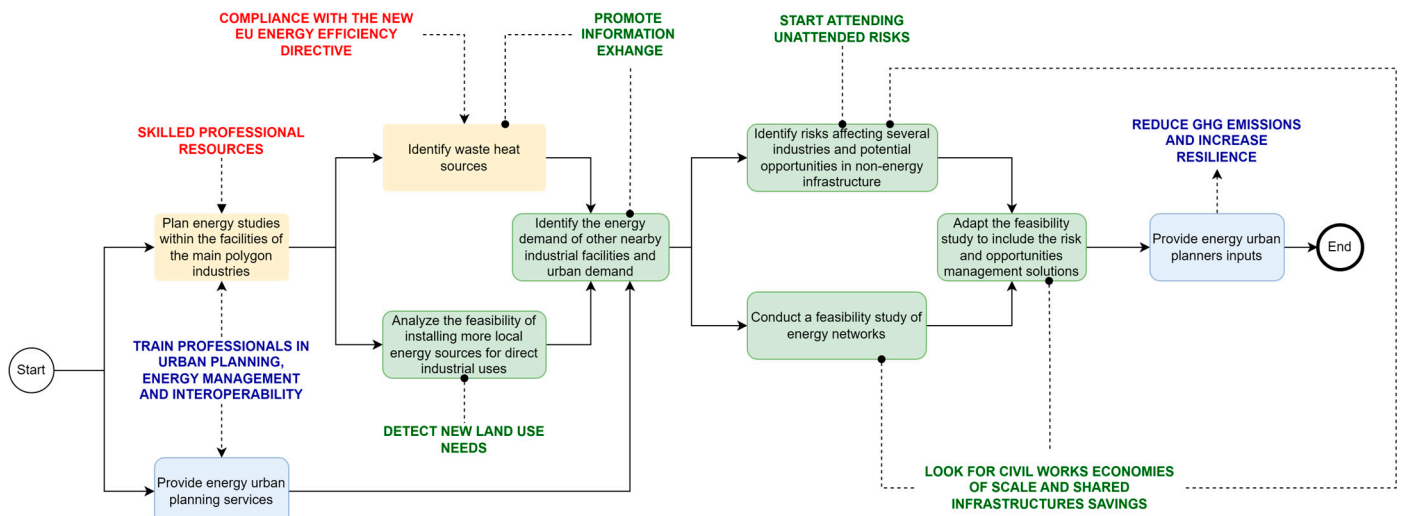 COMPLIANCE WITH THE NEW
EU ENERGY EFFICIENCY
DIRECTIVE
PROMOTE
INFORMATION
EXHANGE
START ATTENDING
UNATTENDED RISKS
SKILLED PROFESSIONAL
RESOURCES
Identify waste heat
sources
Identify risks affecting several
industries and potential
opportunities in non-energy
infrastructure
REDUCE GHG EMISSIONS
AND INCREASE
RESILIENCE
Plan energy studies
within the facilities of
the main polygon
industries
Identify the energy
demand of other nearby
industrial facilities and
urban demand
Adapt the feasibility
study to include the risk
and opportunities
management solutions
Provide energy urban
planners inputs
End
Start
TRAIN PROFESSIONALS IN
URBAN PLANNING,
ENERGY MANAGEMENT
AND INTEROPERABILITY
Analyze the feasibility of
installing more local
energy sources for direct
industrial uses
Conduct a feasibility study of
energy networks
DETECT NEW LAND USE
NEEDS
Provide energy urban
planning services
LOOK FOR CIVIL WORKS ECONOMIES
OF SCALE AND SHARED
INFRASTRUCTURES SAVINGS